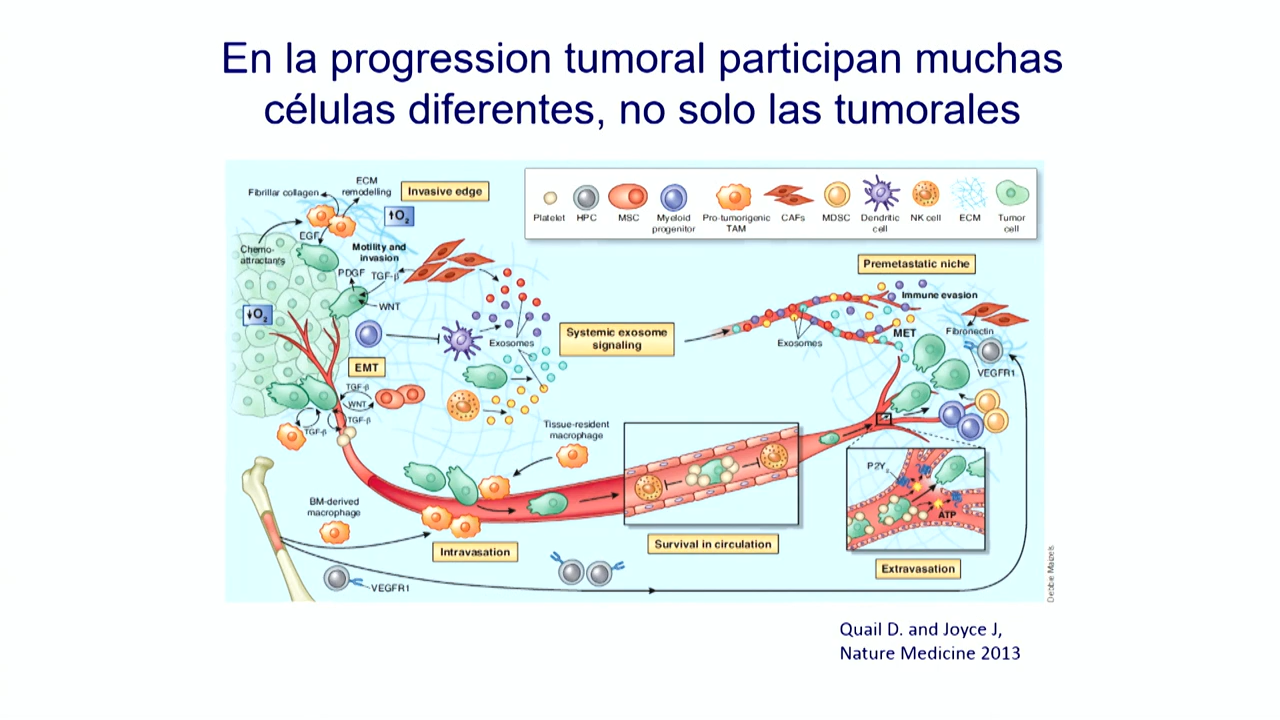 En la progression tumoral participan muchas
células diferentes, no solo las tumorales
Fibrillar collagen
ECM
remodelling
Invasive edge
↑O2
EGF
Chemo-
attractants
Motility and
invasion
PDGF
TGF-β
WNT
↓O2
EMT
TGF-β
WNT
TGF-β
TGF-β
Platelet
HPC
MSC
Myeloid
progenitor
Pro-tumorigenic
TAM
CAFs
MDSC
Dendritic
cell
NK cell
ECM
Tumor
cell
Exosomes
Systemic exosome
signaling
Premetastatic niche
Immune evasion
Exosomes
MET
Fibronectin
VEGFR1
Tissue-resident
macrophage
BM-derived
macrophage
Intravasation
VEGFR1
Survival in circulation
P2Y2
ATP
Extravasation
Debbie Maizels
Quail D. and Joyce J,
Nature Medicine 2013